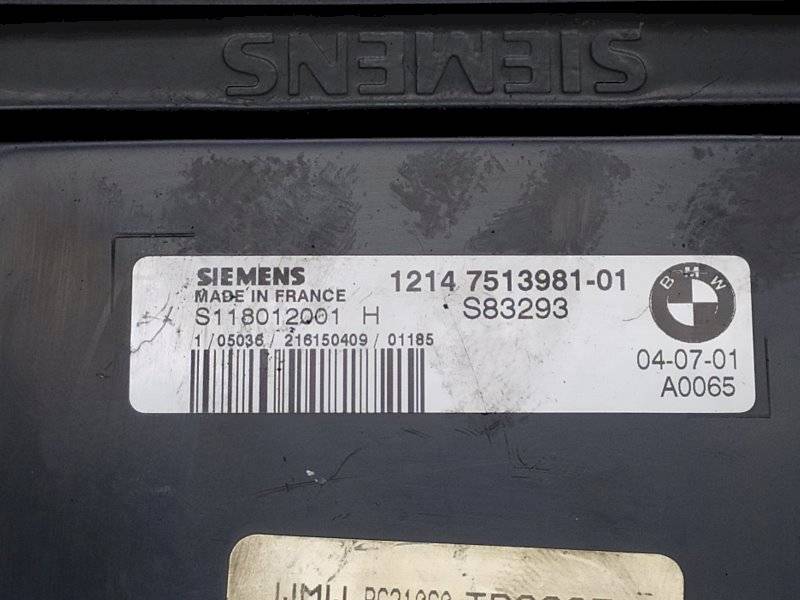 SIEMENS
SIEMENS 1214 7513981-01
MADE IN FRANCE
S118012001 H S83293
BMW
1/05036/216150409/01185
04-07-01
A0065